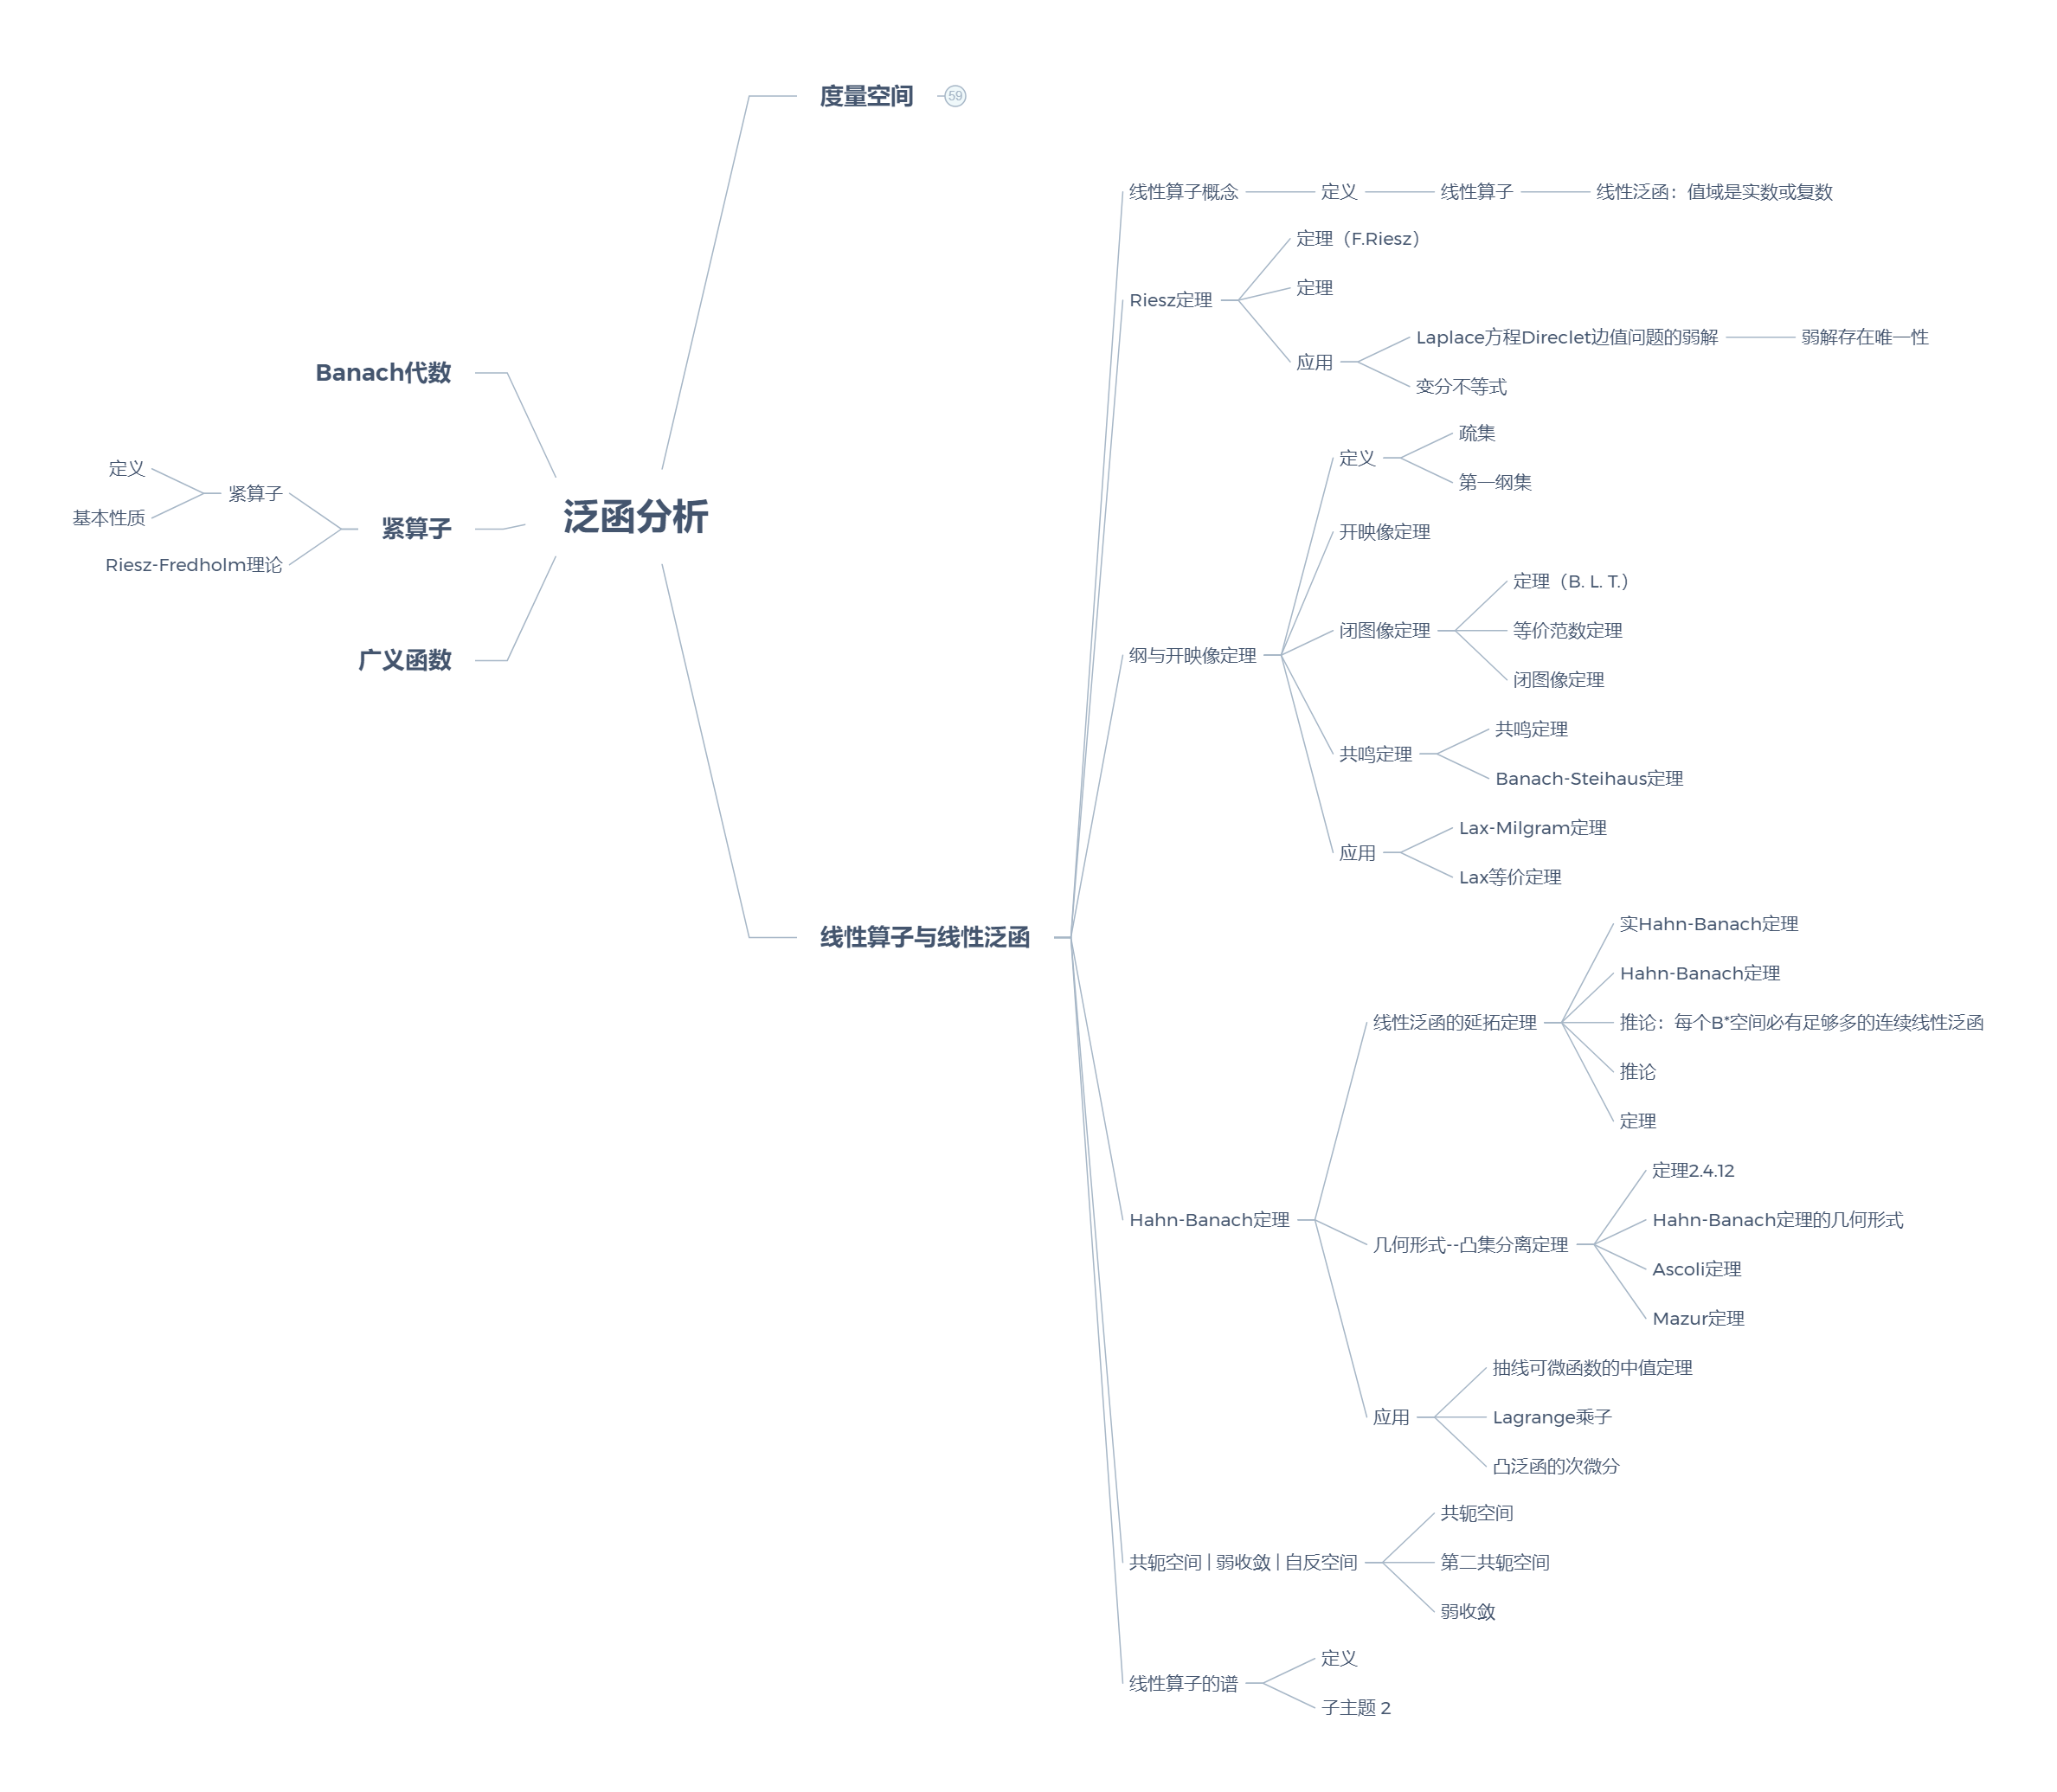 泛函分析
度量空间
59
线性算子与线性泛函
线性算子概念
定义
线性算子
线性泛函：值域是实数或复数
Riesz定理
定理（F.Riesz）
定理
应用
Laplace方程Direclet边值问题的弱解
弱解存在唯一性
变分不等式
纲与开映像定理
定义
疏集
第一纲集
开映像定理
闭图像定理
定理（B. L. T.）
等价范数定理
闭图像定理
共鸣定理
共鸣定理
Banach-Steihaus定理
应用
Lax-Milgram定理
Lax等价定理
Hahn-Banach定理
线性泛函的延拓定理
实Hahn-Banach定理
Hahn-Banach定理
推论：每个B*空间必有足够多的连续线性泛函
推论
定理
几何形式--凸集分离定理
定理2.4.12
Hahn-Banach定理的几何形式
Ascoli定理
Mazur定理
应用
抽线可微函数的中值定理
Lagrange乘子
凸泛函的次微分
共轭空间 | 弱收敛 | 自反空间
共轭空间
第二共轭空间
弱收敛
线性算子的谱
定义
子主题 2
Banach代数
紧算子
紧算子
定义
基本性质
Riesz-Fredholm理论
广义函数